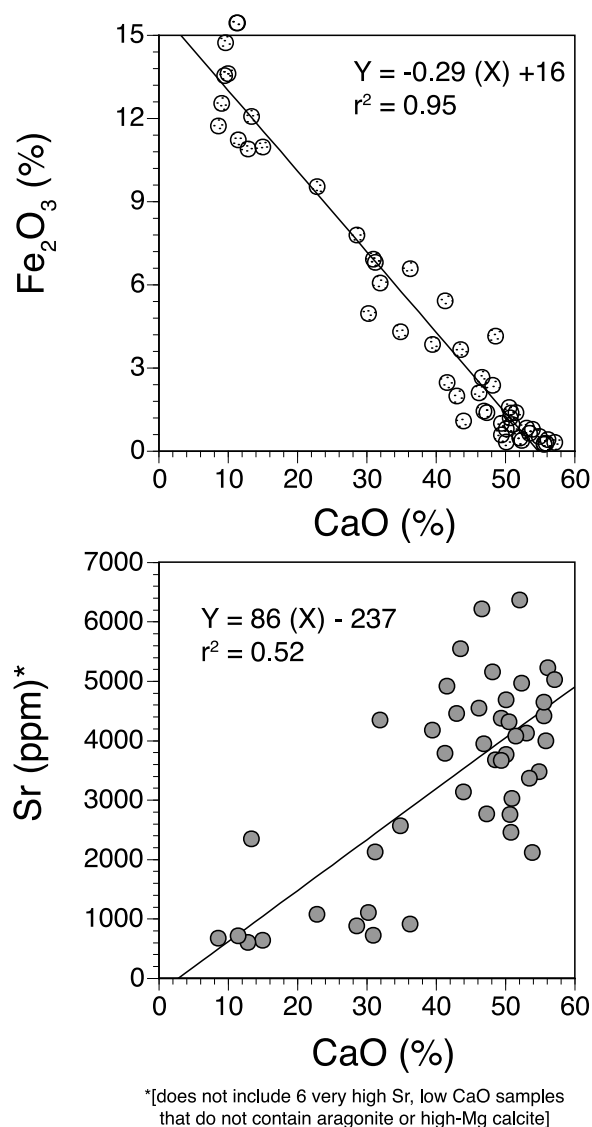 15
12
9
6
3
0
Fe₂O₃ (%)
Y = -0.29 (X) +16
r² = 0.95
0 10 20 30 40 50 60
CaO (%)
7000
6000
5000
4000
3000
2000
1000
0
Sr (ppm)*
Y = 86 (X) - 237
r² = 0.52
0 10 20 30 40 50 60
CaO (%)
*[does not include 6 very high Sr, low CaO samples
that do not contain aragonite or high-Mg calcite]